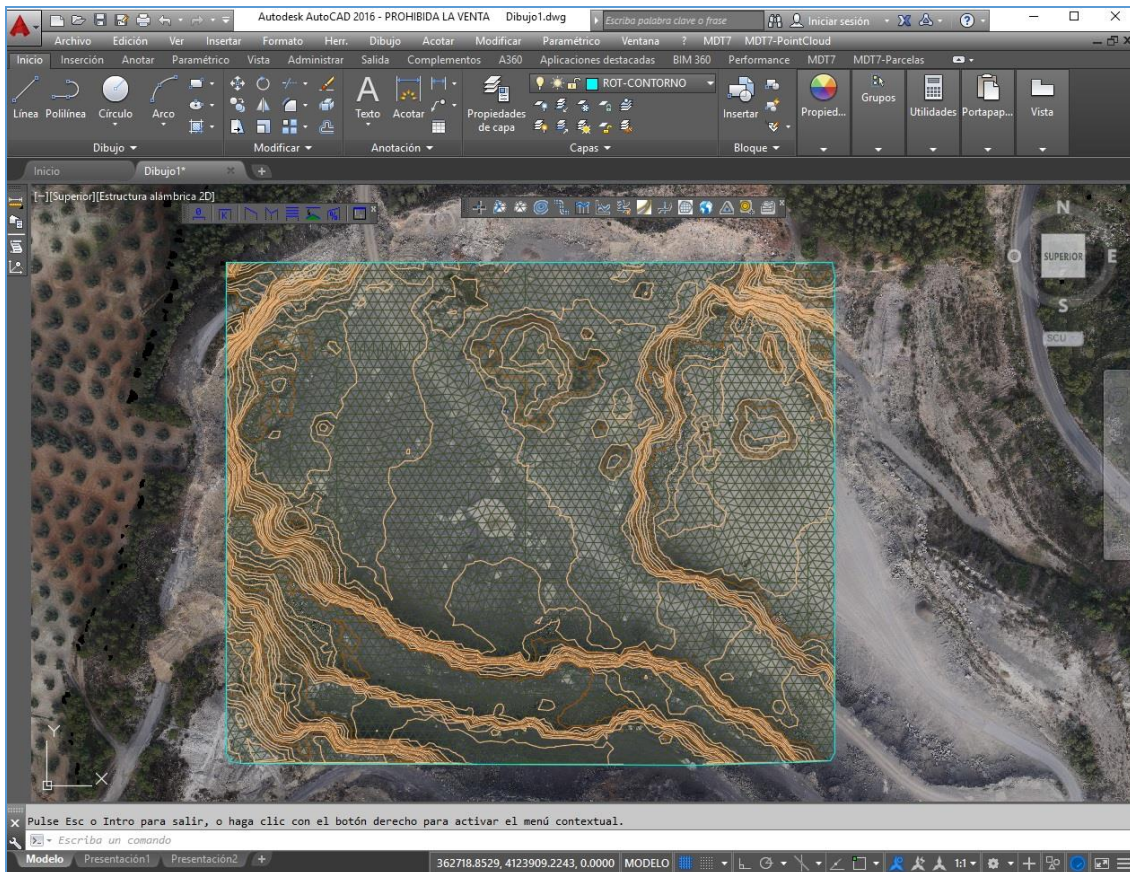 Autodesk AutoCAD 2016 - PROHIBIDA LA VENTA Dibujo1.dwg Escriba palabra clave o frase Iniciar sesión
Archivo Edición Ver Insertar Formato Herr. Dibujo Acotar Modificar Paramétrico Ventana ? MDT7 MDT7-PointCloud
Inicio Inserción Anotar Paramétrico Vista Administrar Salida Complementos A360 Aplicaciones destacadas BIM 360 Performance MDT7 MDT7-Parcelas
ROT-CONTORNO
Línea Polilínea Círculo Arco Texto Acotar Propiedades de capa Insertar Propied... Grupos Utilidades Portapap... Vista
Dibujo Modificar Anotación Capas Bloque
Inicio Dibujo1* +
[−][Superior][Estructura alámbrica 2D]
N
O SUPERIOR E
S
SCU
Y
X
Pulse Esc o Intro para salir, o haga clic con el botón derecho para activar el menú contextual.
Escriba un comando
Modelo Presentación1 Presentación2 + 362718.8529, 4123909.2243, 0.0000 MODELO 1:1